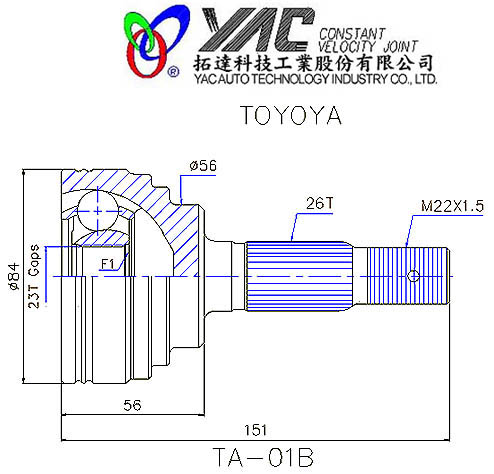 YAC CONSTANT
VELOCITY JOINT
拓達科技工業股份有限公司
®
YAC AUTO TECHNOLOGY INDUSTRY CO., LTD.
TOYOYA
Ø56
26T
M22X1.5
Ø84
23T Gops
F1
56
151
TA-01B